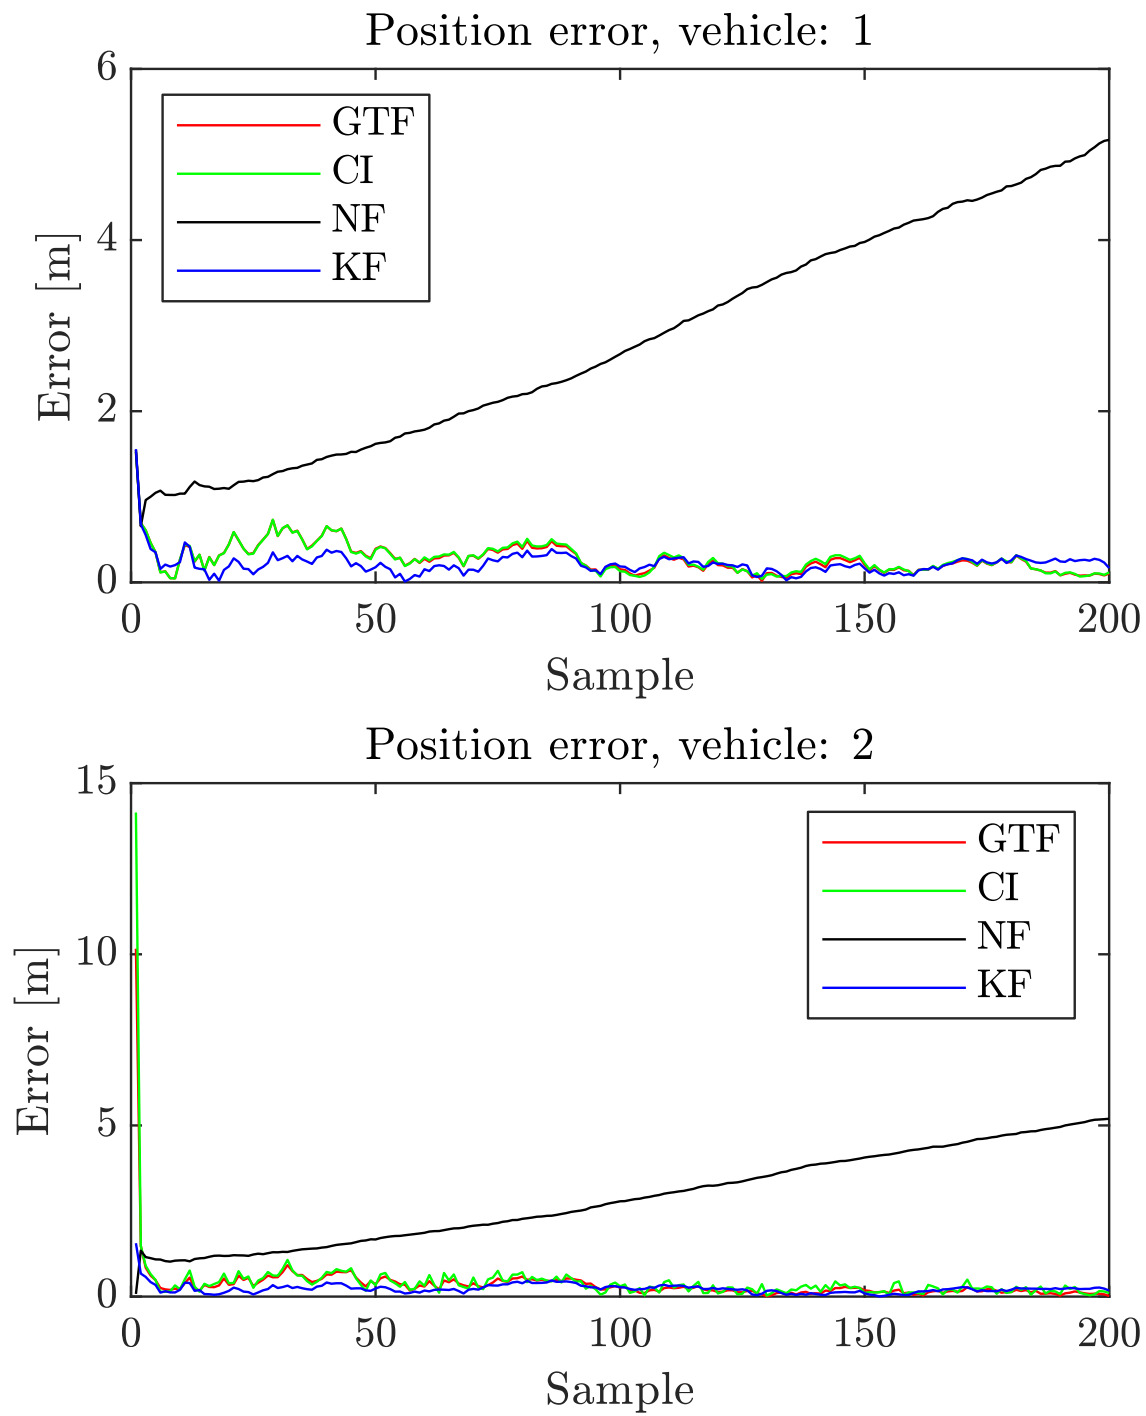 Position error, vehicle: 1
6
4
2
0
Error [m]
GTF
CI
NF
KF
0 50 100 150 200
Sample
Position error, vehicle: 2
15
10
5
0
Error [m]
GTF
CI
NF
KF
0 50 100 150 200
Sample